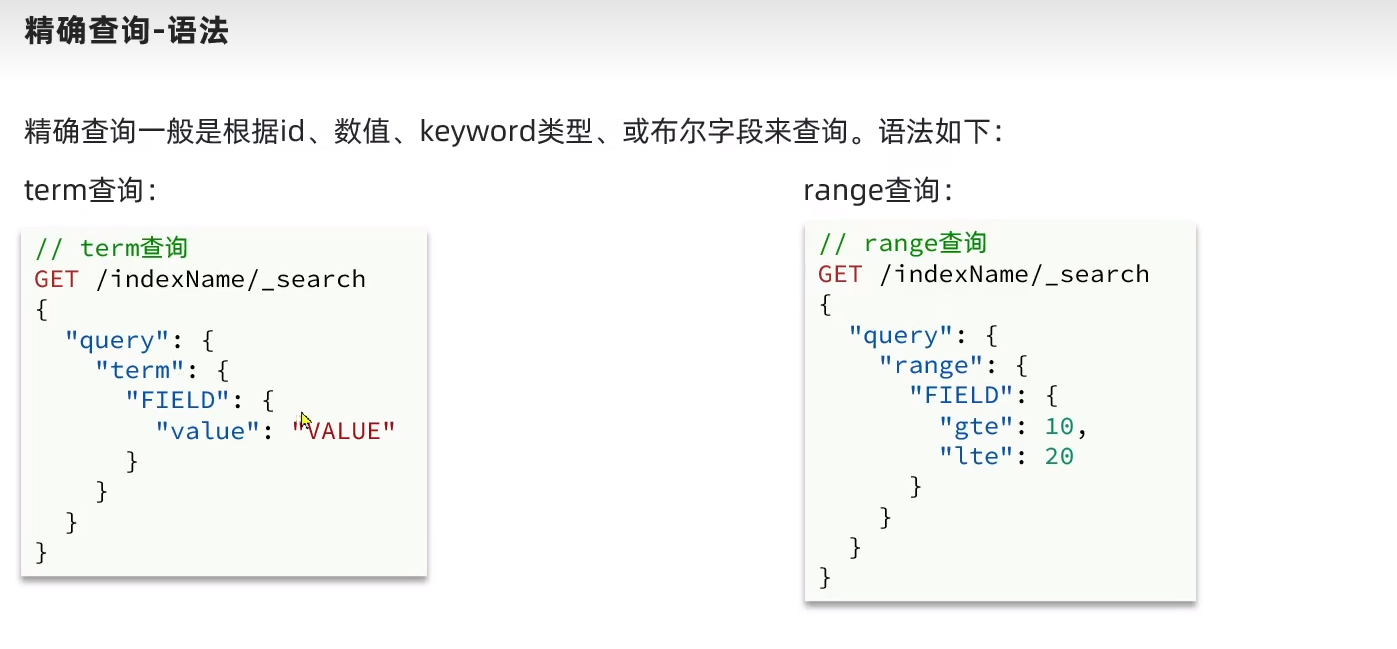 精确查询-语法
精确查询一般是根据id、数值、keyword类型、或布尔字段来查询。语法如下：
term查询：
// term查询
GET /indexName/_search
{
  "query": {
    "term": {
      "FIELD": {
        "value": "VALUE"
      }
    }
  }
}
range查询：
// range查询
GET /indexName/_search
{
  "query": {
    "range": {
      "FIELD": {
        "gte": 10,
        "lte": 20
      }
    }
  }
}